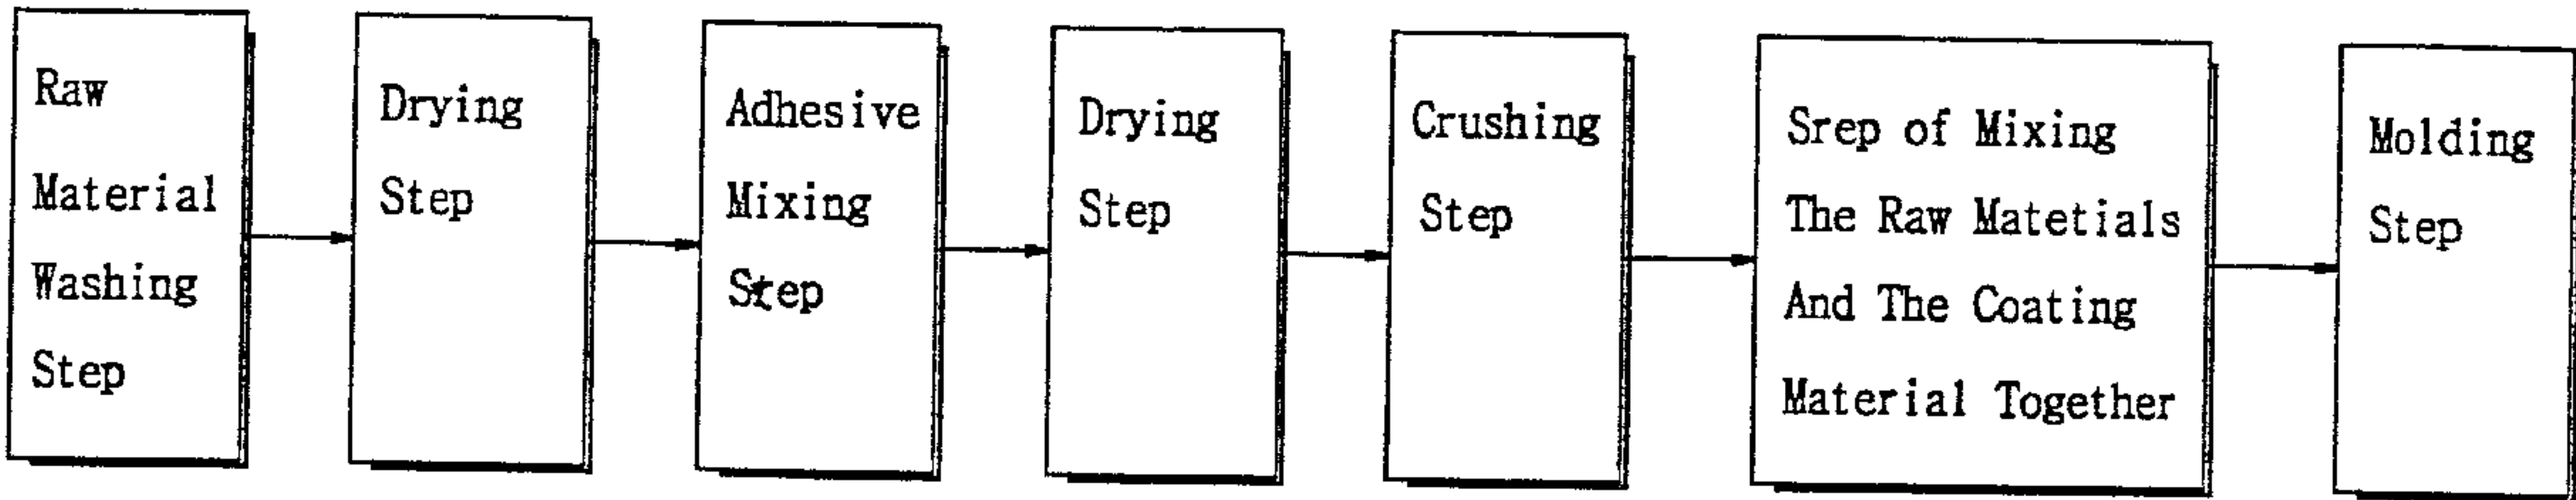 Raw
Material
Washing
Step
Drying
Step
Adhesive
Mixing
Step
Drying
Step
Crushing
Step
Srep of Mixing
The Raw Matetials
And The Coating
Material Together
Molding
Step